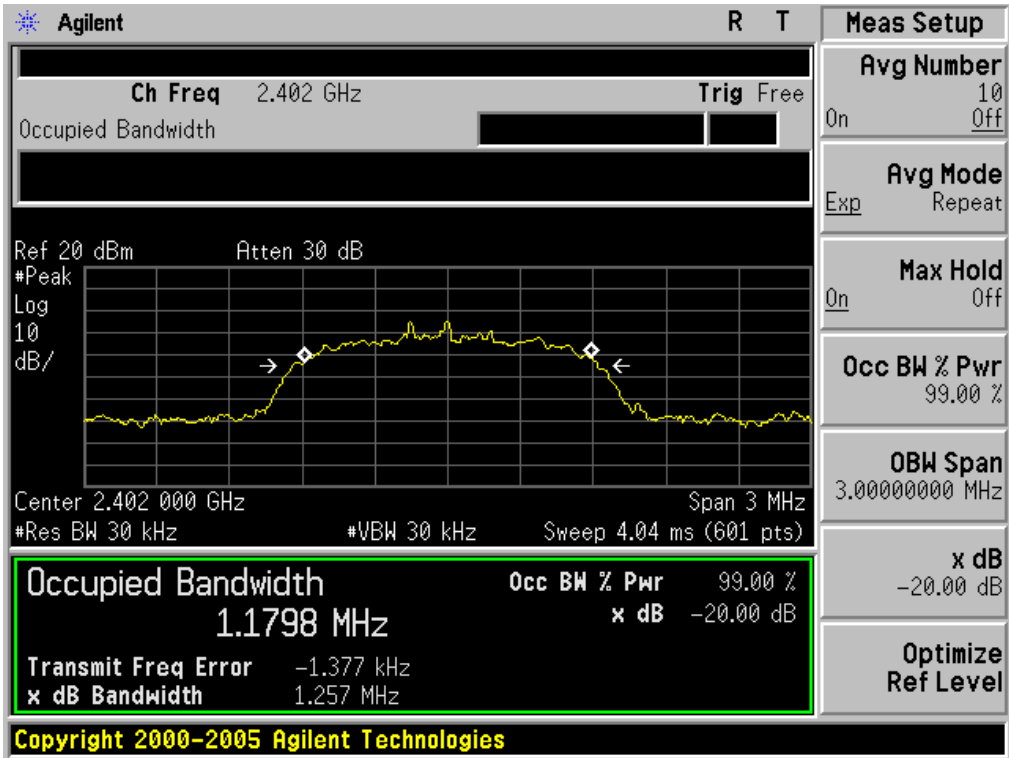 Agilent R T
Ch Freq 2.402 GHz Trig Free
Occupied Bandwidth
Ref 20 dBm Atten 30 dB
#Peak
Log
10
dB/
Center 2.402 000 GHz Span 3 MHz
#Res BW 30 kHz #VBW 30 kHz Sweep 4.04 ms (601 pts)
Occupied Bandwidth Occ BW % Pwr 99.00 %
1.1798 MHz x dB -20.00 dB
Transmit Freq Error -1.377 kHz
x dB Bandwidth 1.257 MHz
Copyright 2000-2005 Agilent Technologies
Meas Setup
Avg Number
10
On Off
Avg Mode
Exp Repeat
Max Hold
On Off
Occ BW % Pwr
99.00 %
OBW Span
3.00000000 MHz
x dB
-20.00 dB
Optimize
Ref Level